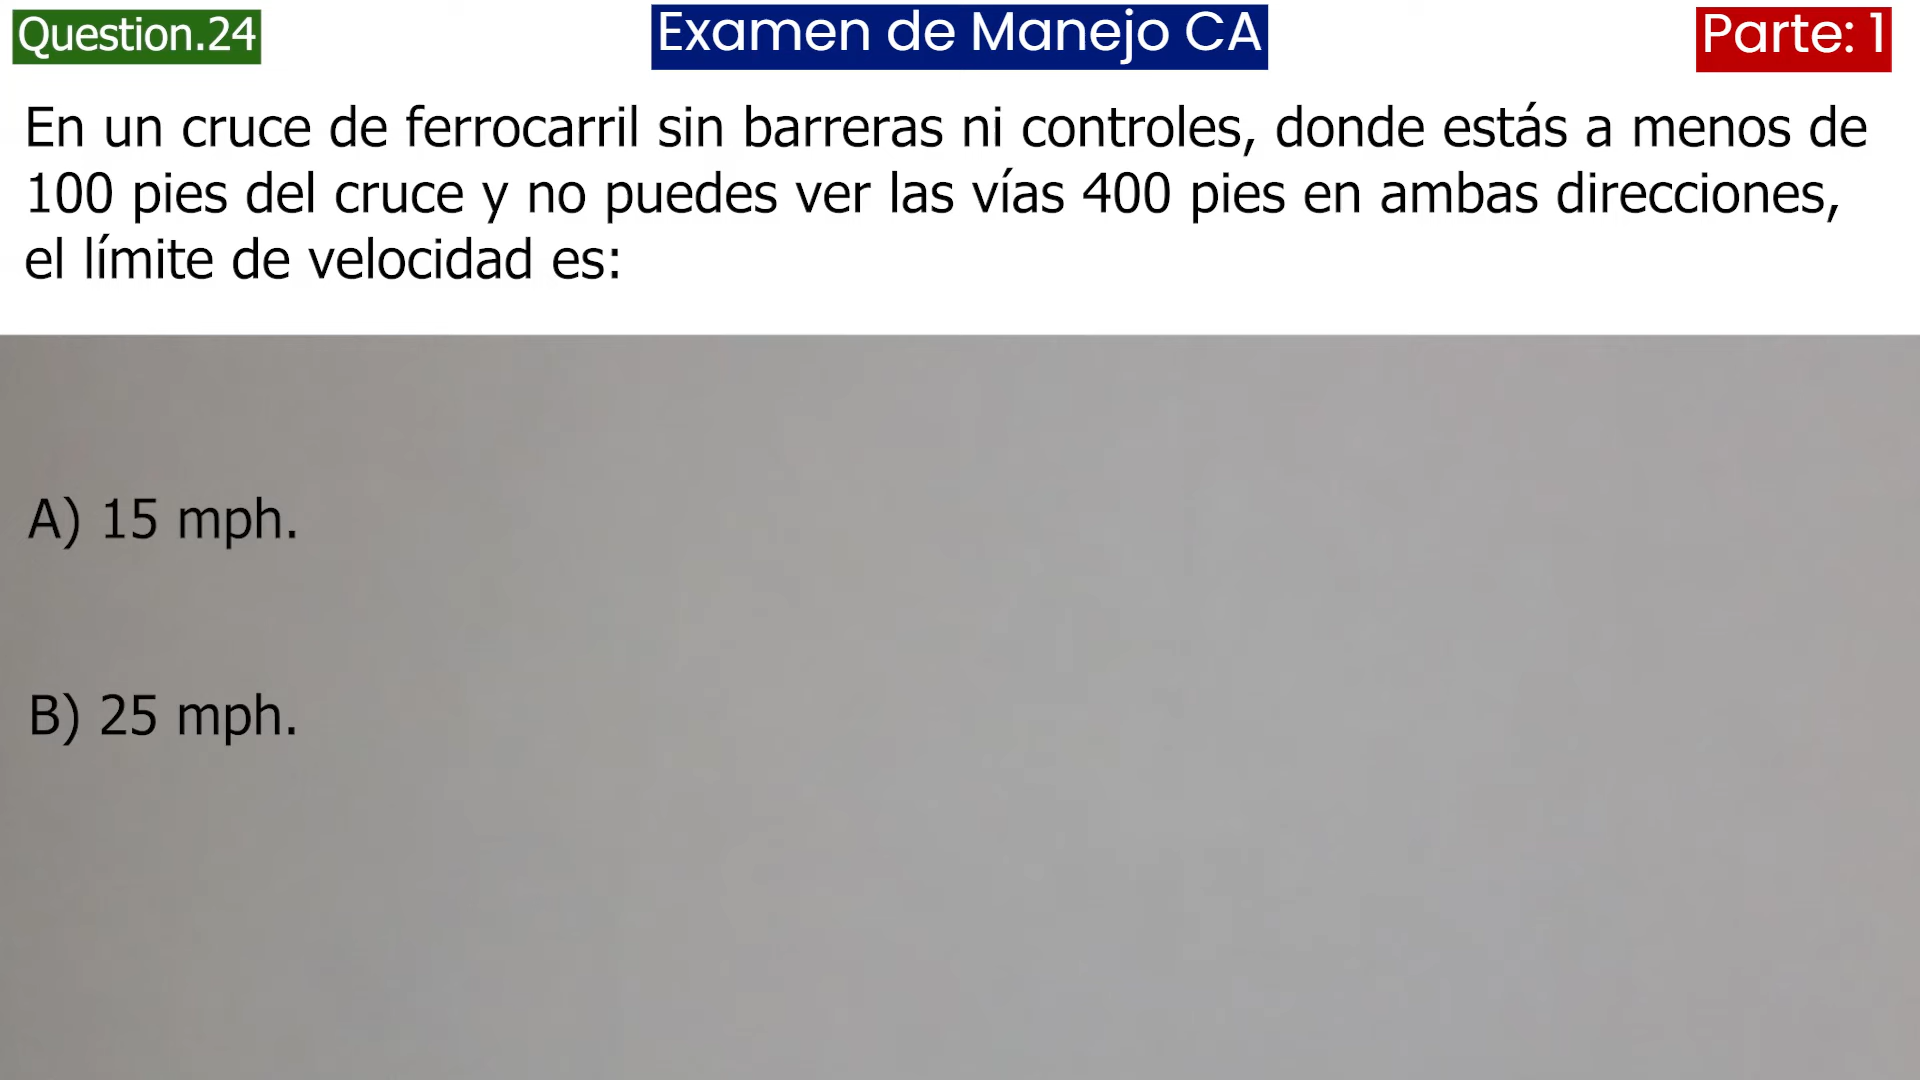 Question.24
Examen de Manejo CA
Parte: 1
En un cruce de ferrocarril sin barreras ni controles, donde estás a menos de
100 pies del cruce y no puedes ver las vías 400 pies en ambas direcciones,
el límite de velocidad es:
A) 15 mph.
B) 25 mph.